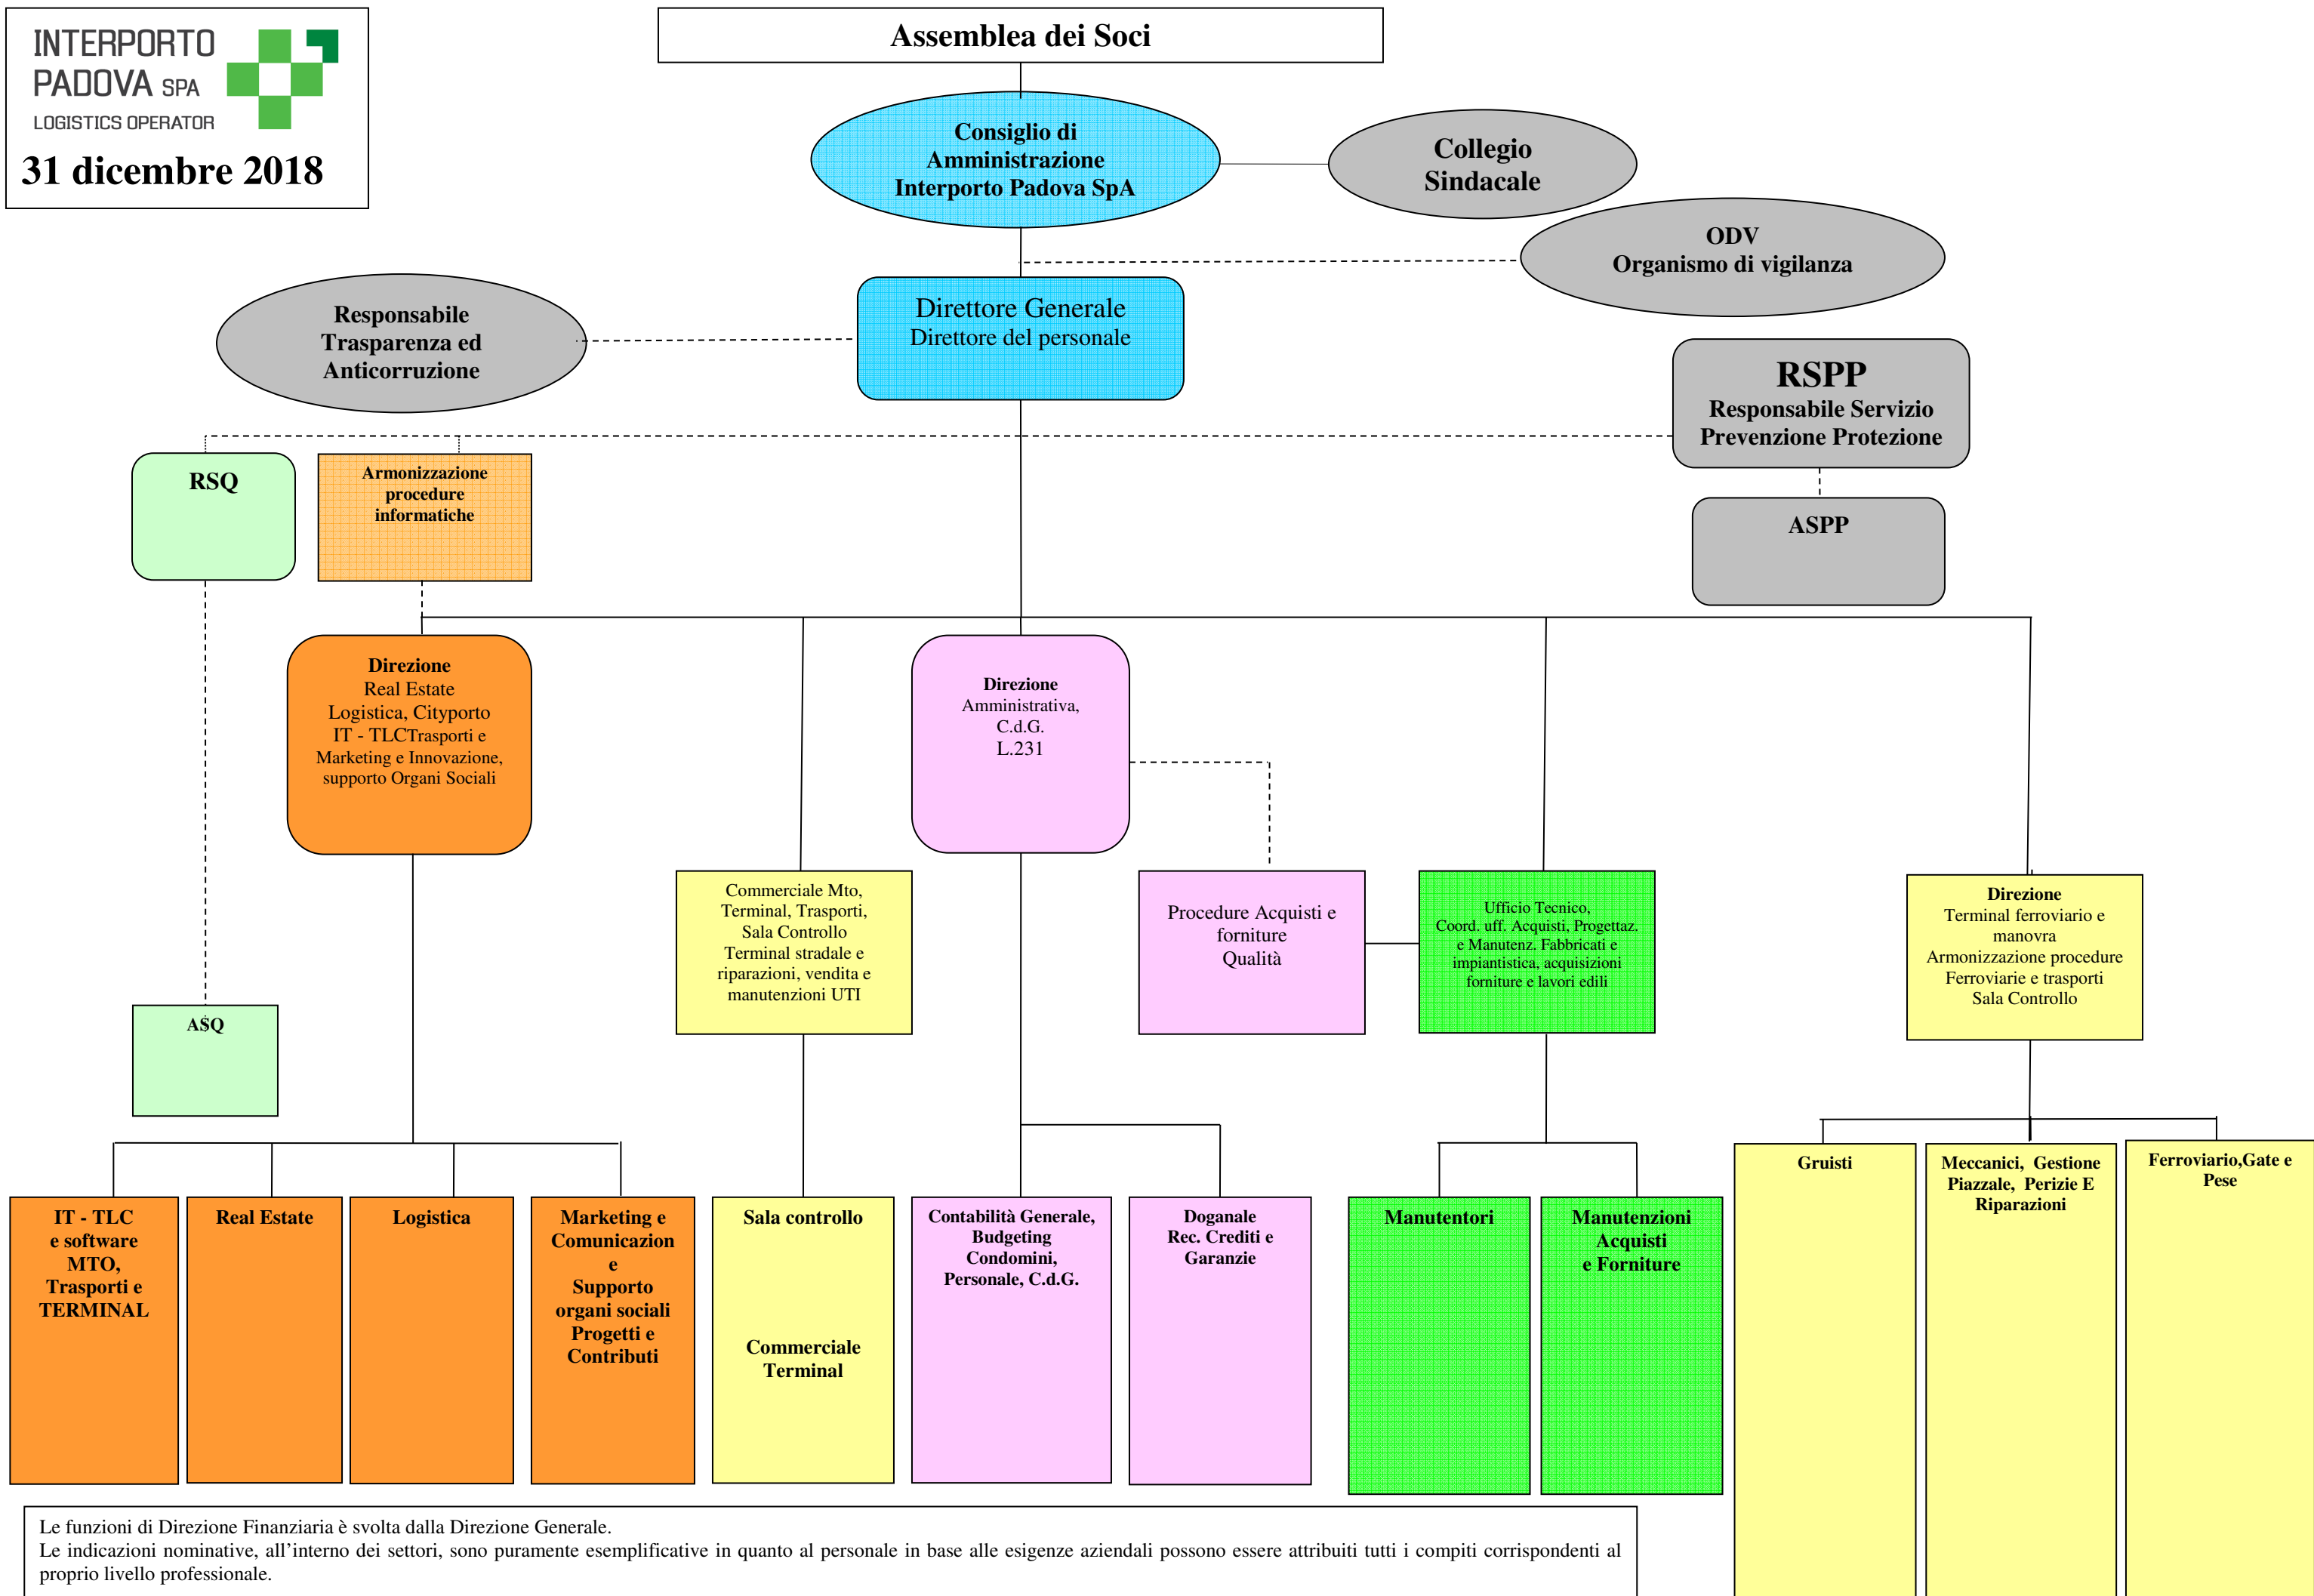 INTERPORTO
PADOVA SPA
LOGISTICS OPERATOR
31 dicembre 2018
Assemblea dei Soci
Consiglio di
Amministrazione
Interporto Padova SpA
Collegio
Sindacale
ODV
Organismo di vigilanza
Responsabile
Trasparenza ed
Anticorruzione
Direttore Generale
Direttore del personale
RSPP
Responsabile Servizio
Prevenzione Protezione
RSQ
Armonizzazione
procedure
informatiche
ASPP
Direzione
Real Estate
Logistica, Cityporto
IT - TLCTrasporti e
Marketing e Innovazione,
supporto Organi Sociali
Direzione
Amministrativa,
C.d.G.
L.231
Commerciale Mto,
Terminal, Trasporti,
Sala Controllo
Terminal stradale e
riparazioni, vendita e
manutenzioni UTI
Procedure Acquisti e
forniture
Qualità
Ufficio Tecnico,
Coord. uff. Acquisti, Progettaz.
e Manutenz. Fabbricati e
impiantistica, acquisizioni
forniture e lavori edili
Direzione
Terminal ferroviario e
manovra
Armonizzazione procedure
Ferroviarie e trasporti
Sala Controllo
ASQ
IT - TLC
e software
MTO,
Trasporti e
TERMINAL
Real Estate
Logistica
Marketing e
Comunicazion
e
Supporto
organi sociali
Progetti e
Contributi
Sala controllo
Commerciale
Terminal
Contabilità Generale,
Budgeting
Condomini,
Personale, C.d.G.
Doganale
Rec. Crediti e
Garanzie
Manutentori
Manutenzioni
Acquisti
e Forniture
Gruisti
Meccanici, Gestione
Piazzale, Perizie E
Riparazioni
Ferroviario,Gate e
Pese
Le funzioni di Direzione Finanziaria è svolta dalla Direzione Generale.
Le indicazioni nominative, all'interno dei settori, sono puramente esemplificative in quanto al personale in base alle esigenze aziendali possono essere attribuiti tutti i compiti corrispondenti al
proprio livello professionale.